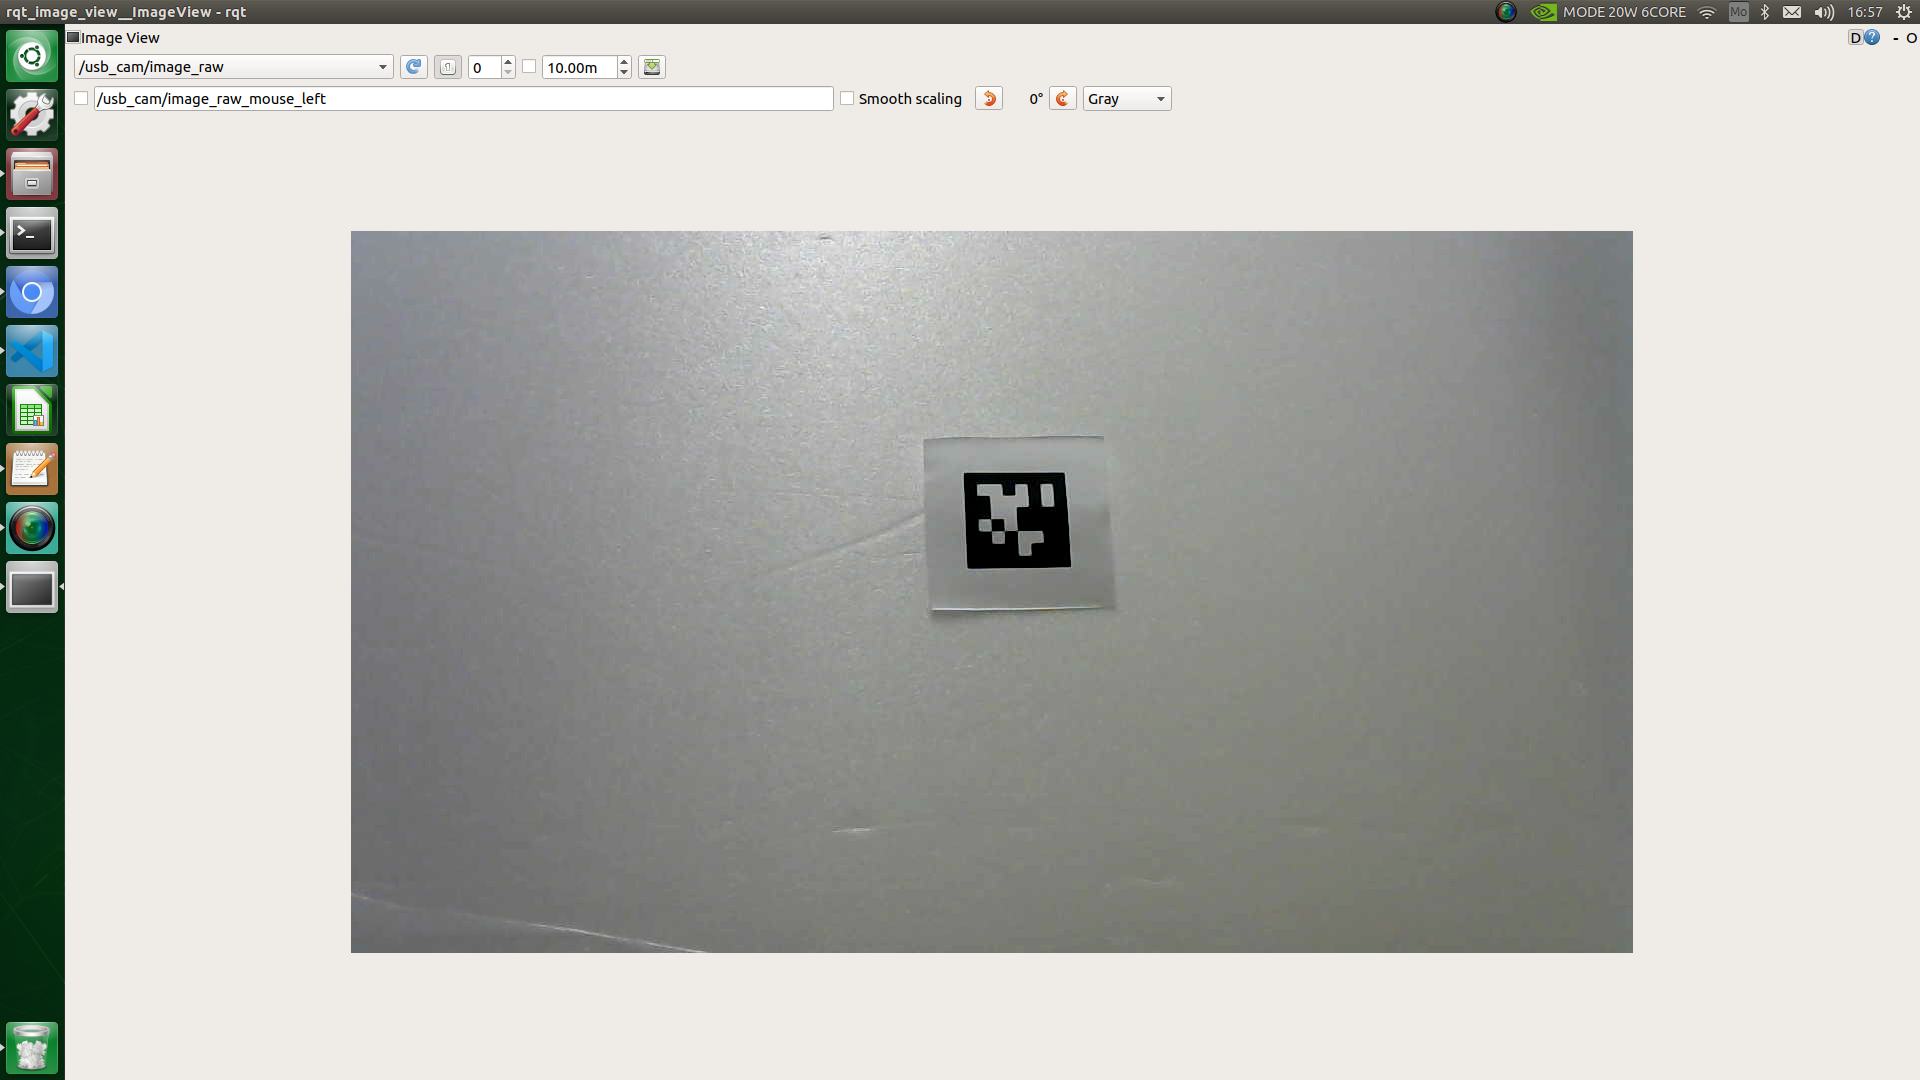 rqt_image_view__ImageView - rqt
MODE 20W 6CORE
Mo
16:57
Image View
D
?
-
O
/usb_cam/image_raw
0
10.00m
/usb_cam/image_raw_mouse_left
Smooth scaling
0°
Gray
>_